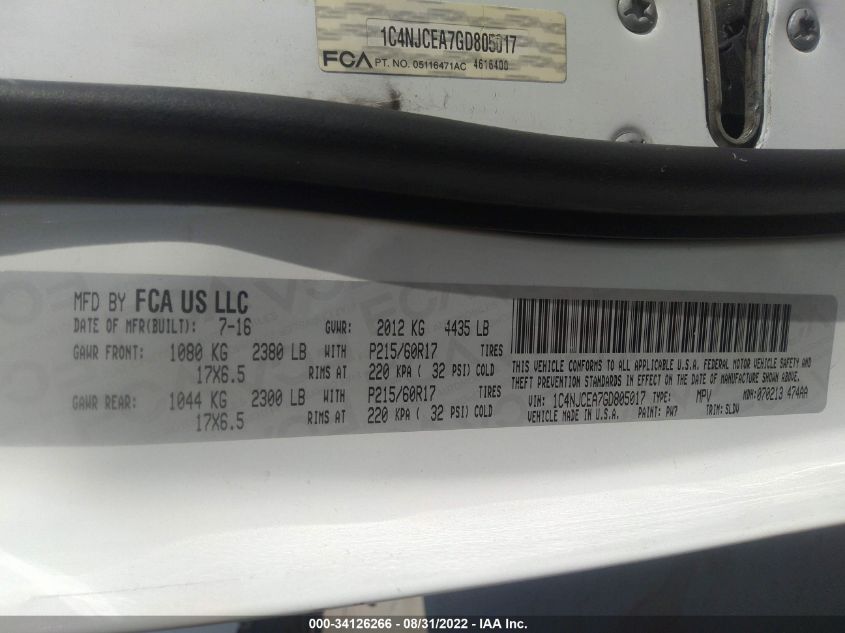 1C4NJCEA7GD805017
FCA PT. NO. 05116471AC 4616400
MFD BY FCA US LLC
DATE OF MFR(BUILT): 7-16 GVWR: 2012 KG 4435 LB
GAWR FRONT: 1080 KG 2380 LB WITH P215/60R17 TIRES
17X6.5 RIMS AT 220 KPA ( 32 PSI) COLD
GAWR REAR: 1044 KG 2300 LB WITH P215/60R17 TIRES
17X6.5 RIMS AT 220 KPA ( 32 PSI) COLD
THIS VEHICLE CONFORMS TO ALL APPLICABLE U.S.A. FEDERAL MOTOR VEHICLE SAFETY AND
THEFT PREVENTION STANDARDS IN EFFECT ON THE DATE OF MANUFACTURE SHOWN ABOVE.
VIN: 1C4NJCEA7GD805017 TYPE: MPV MDH:070213 474AA
VEHICLE MADE IN U.S.A. PAINT: PW7 TRIM: SLDV
000-34126266 - 08/31/2022 - IAA Inc.